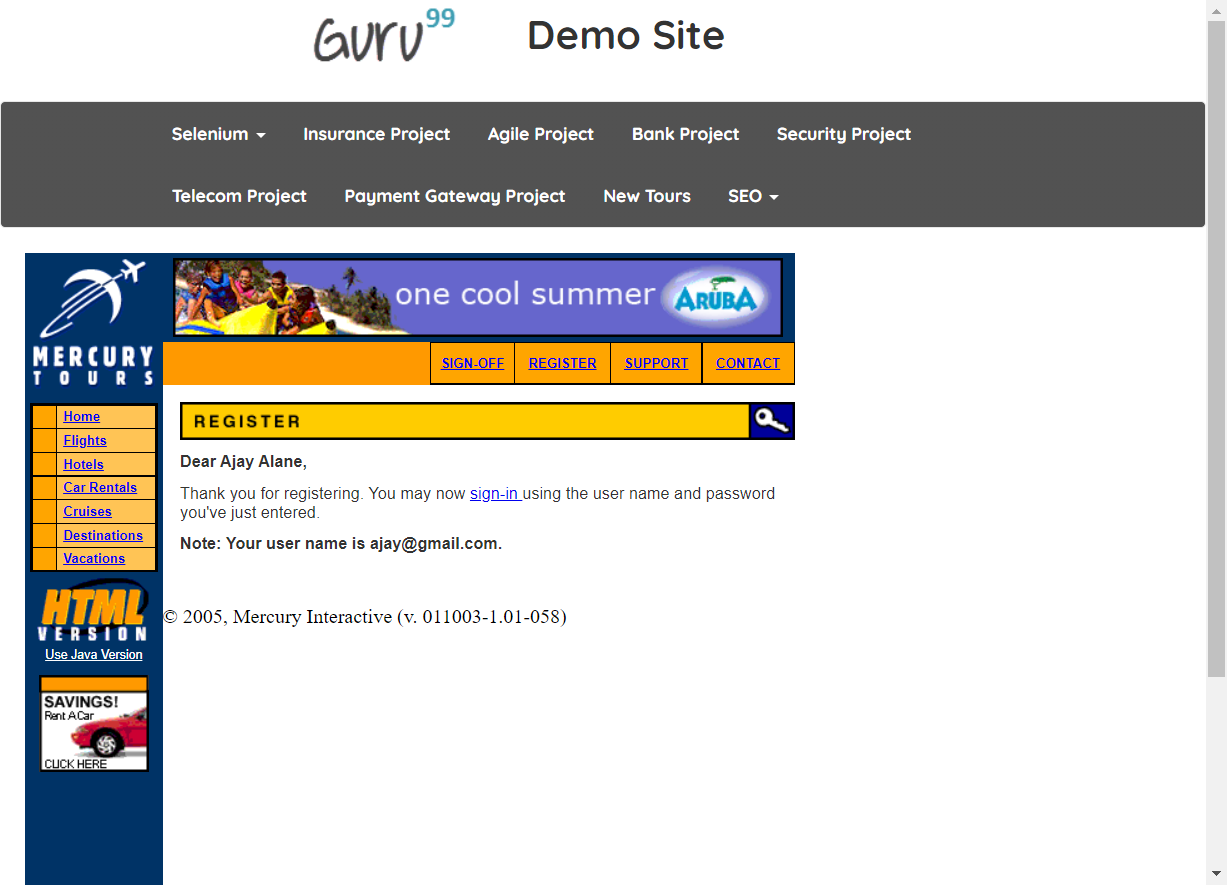 Guru99 Demo Site
Selenium Insurance Project Agile Project Bank Project Security Project
Telecom Project Payment Gateway Project New Tours SEO
one cool summer ARUBA
MERCURY
TOURS
SIGN-OFF REGISTER SUPPORT CONTACT
Home
Flights
Hotels
Car Rentals
Cruises
Destinations
Vacations
HTML
VERSION
Use Java Version
SAVINGS!
Rent A Car
CLICK HERE
REGISTER
Dear Ajay Alane,
Thank you for registering. You may now sign-in using the user name and password
you've just entered.
Note: Your user name is ajay@gmail.com.
© 2005, Mercury Interactive (v. 011003-1.01-058)